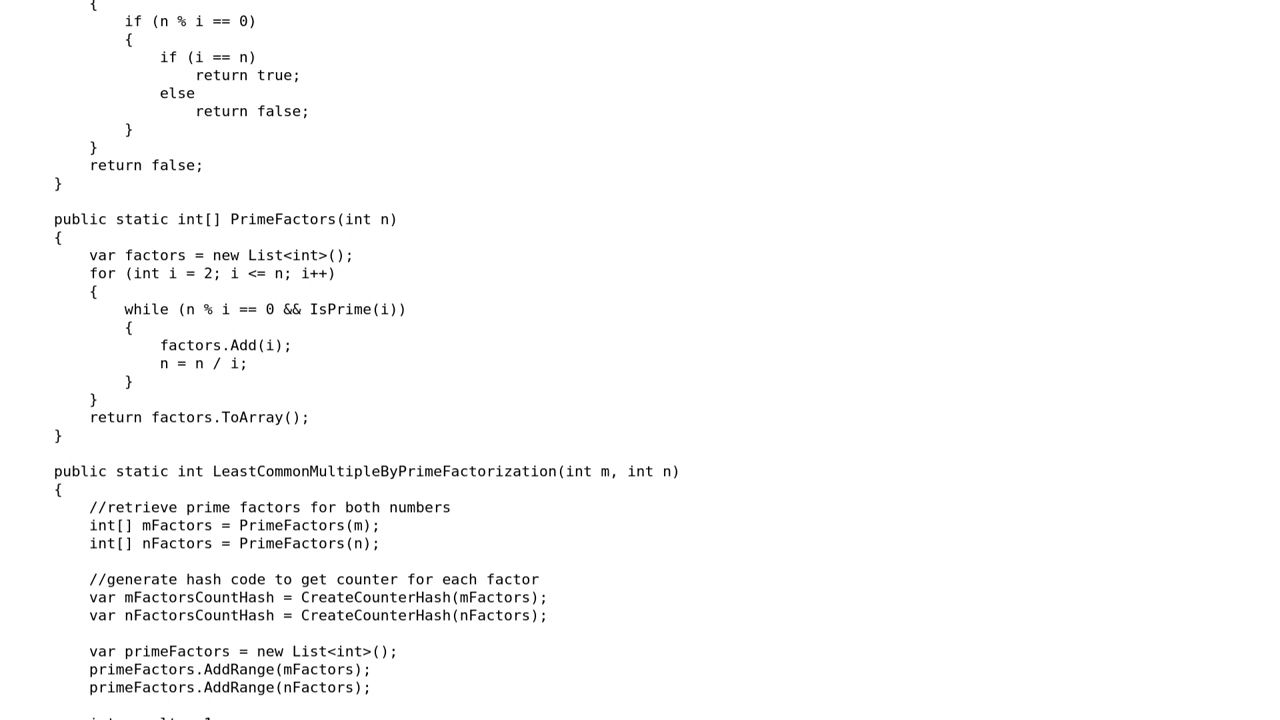 {
if (n % i == 0)
{
if (i == n)
return true;
else
return false;
}
}
return false;
}
public static int[] PrimeFactors(int n)
{
var factors = new List<int>();
for (int i = 2; i <= n; i++)
{
while (n % i == 0 && IsPrime(i))
{
factors.Add(i);
n = n / i;
}
}
return factors.ToArray();
}
public static int LeastCommonMultipleByPrimeFactorization(int m, int n)
{
//retrieve prime factors for both numbers
int[] mFactors = PrimeFactors(m);
int[] nFactors = PrimeFactors(n);
//generate hash code to get counter for each factor
var mFactorsCountHash = CreateCounterHash(mFactors);
var nFactorsCountHash = CreateCounterHash(nFactors);
var primeFactors = new List<int>();
primeFactors.AddRange(mFactors);
primeFactors.AddRange(nFactors);